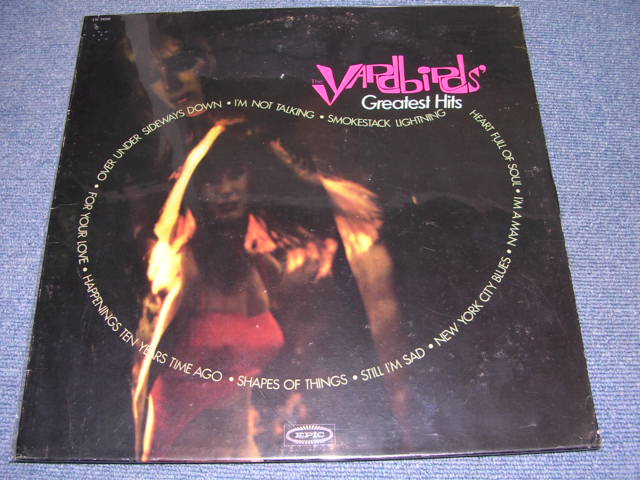 The
YARDBIRDS'
Greatest Hits
HEART FULL OF SOUL • I'M A MAN • NEW YORK CITY BLUES • STILL I'M SAD • SHAPES OF THINGS • HAPPENINGS TEN YEARS TIME AGO • FOR YOUR LOVE • OVER UNDER SIDEWAYS DOWN • I'M NOT TALKING • SMOKESTACK LIGHTNING
EPIC